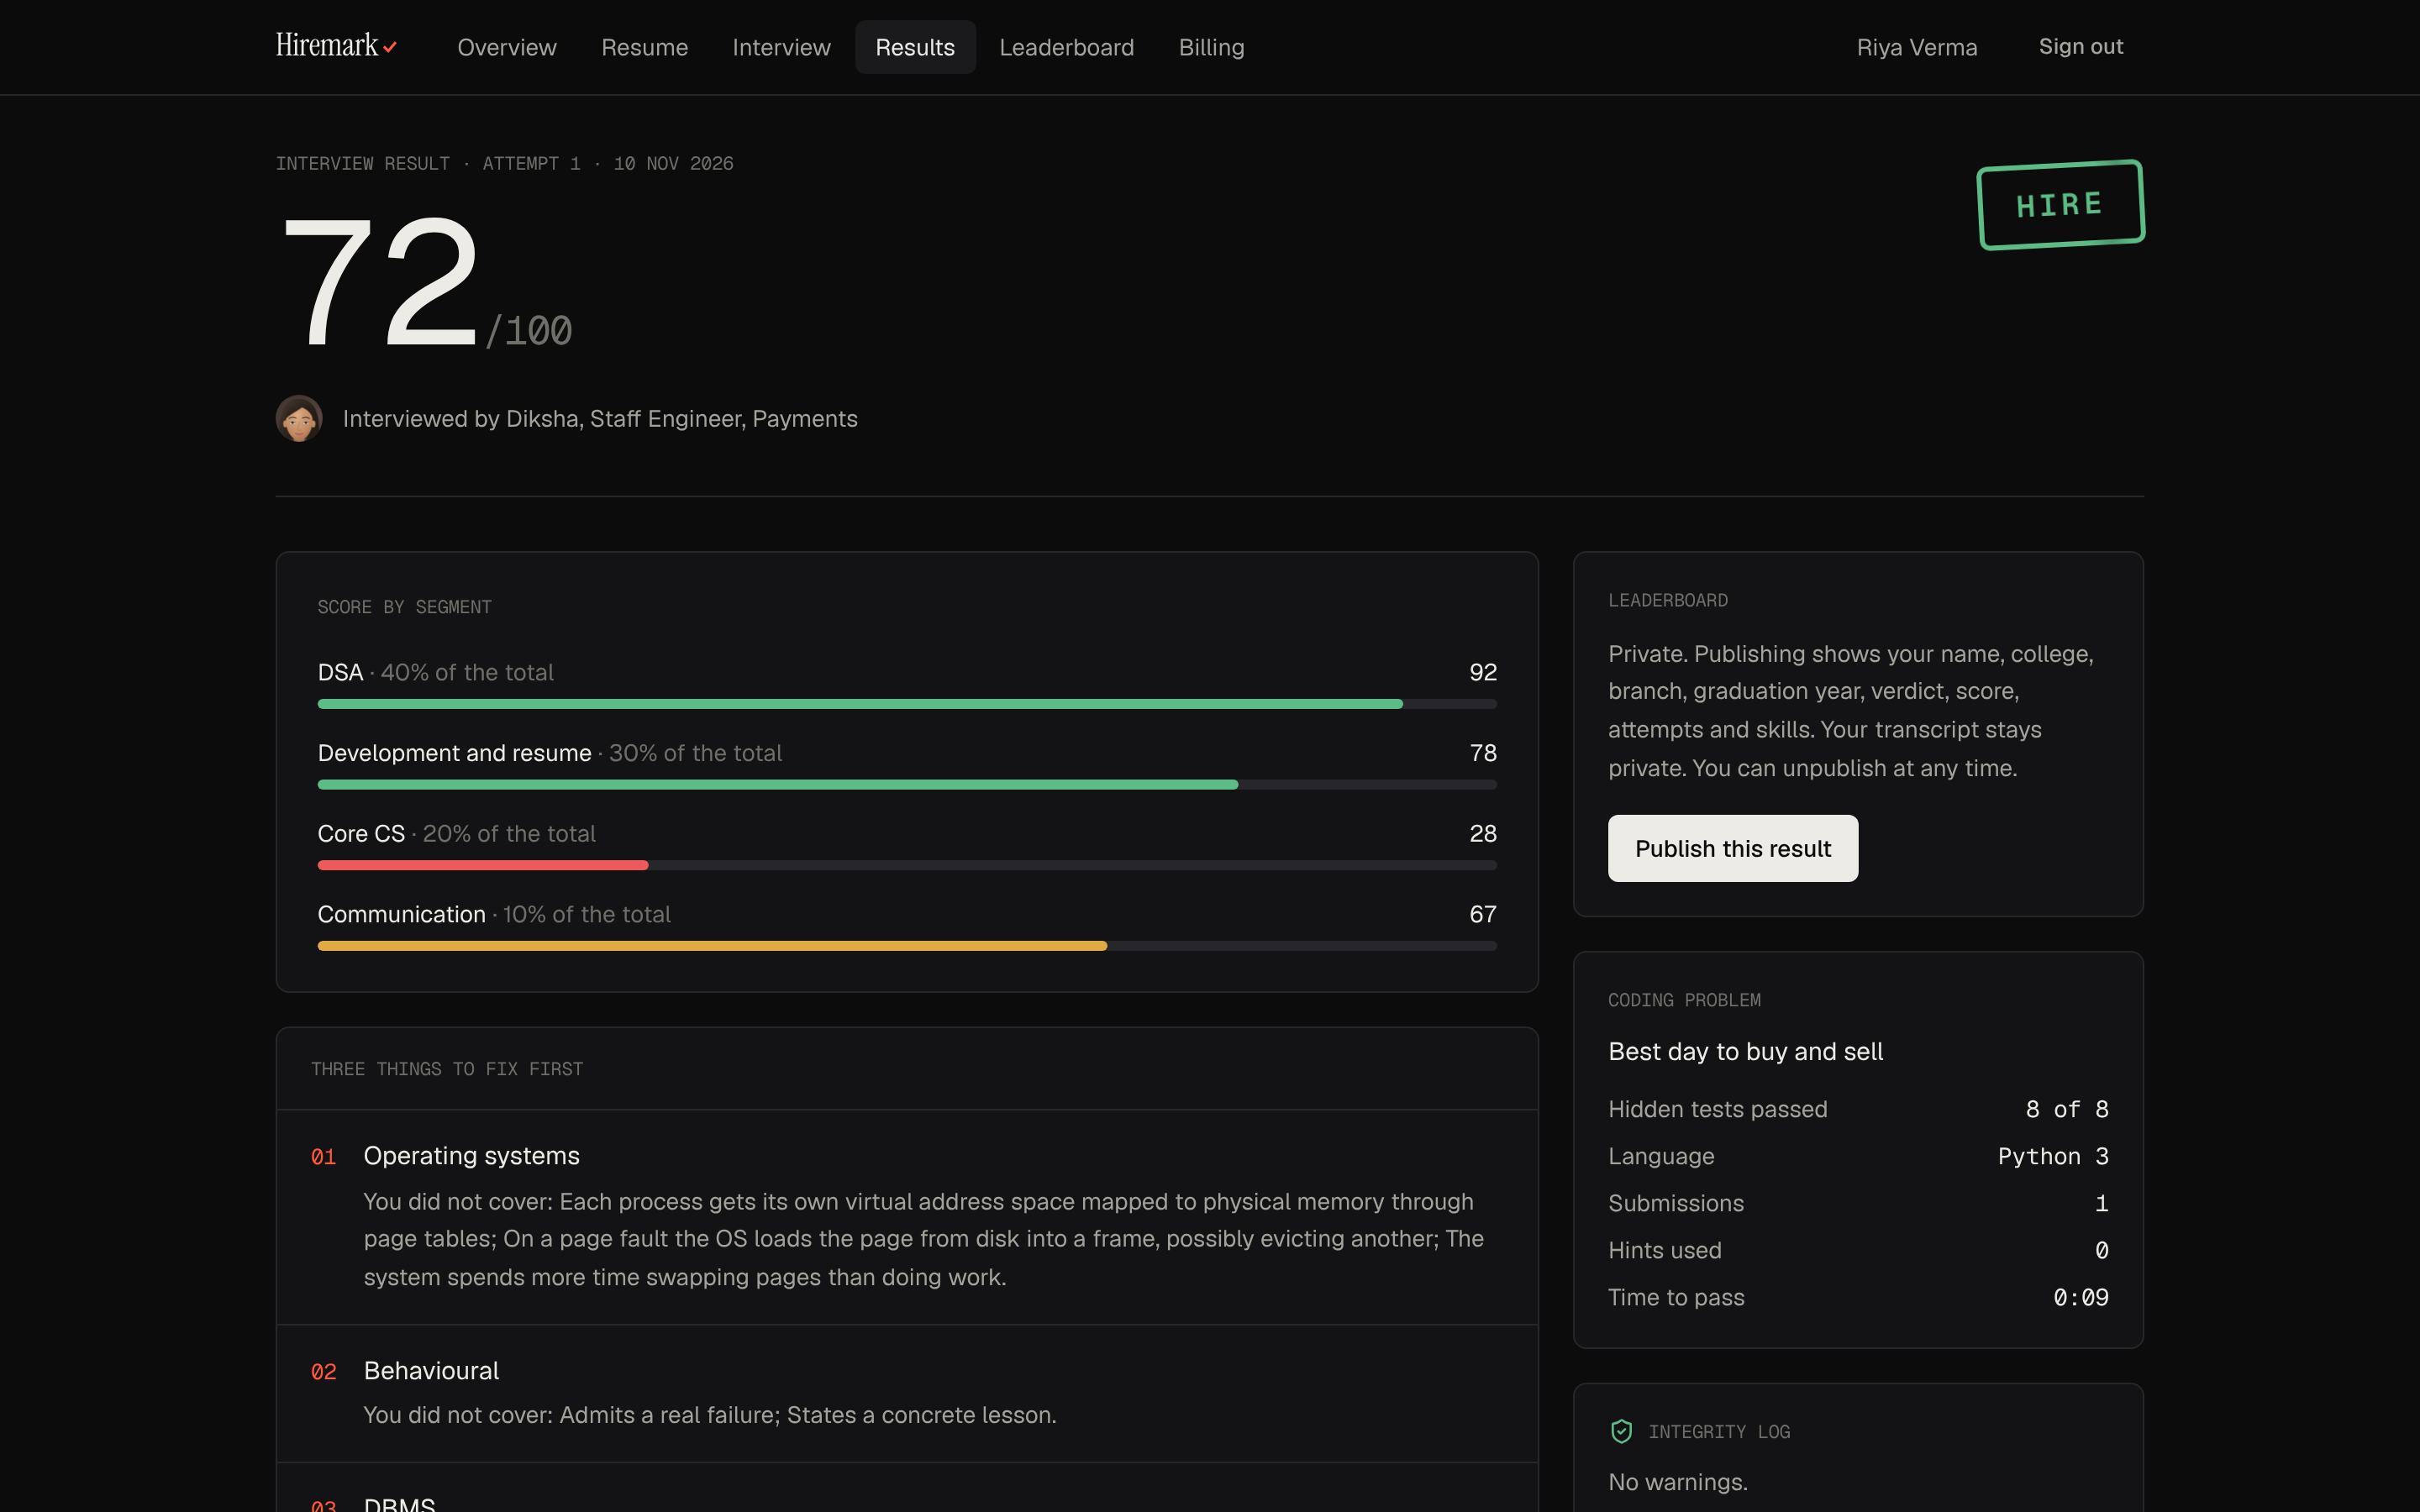 Hiremark
Overview
Resume
Interview
Results
Leaderboard
Billing
Riya Verma
Sign out
INTERVIEW RESULT · ATTEMPT 1 · 10 NOV 2026
72/100
HIRE
Interviewed by Diksha, Staff Engineer, Payments
SCORE BY SEGMENT
DSA · 40% of the total 92
Development and resume · 30% of the total 78
Core CS · 20% of the total 28
Communication · 10% of the total 67
THREE THINGS TO FIX FIRST
01 Operating systems
You did not cover: Each process gets its own virtual address space mapped to physical memory through
page tables; On a page fault the OS loads the page from disk into a frame, possibly evicting another; The
system spends more time swapping pages than doing work.
02 Behavioural
You did not cover: Admits a real failure; States a concrete lesson.
03 DBMS
LEADERBOARD
Private. Publishing shows your name, college,
branch, graduation year, verdict, score,
attempts and skills. Your transcript stays
private. You can unpublish at any time.
Publish this result
CODING PROBLEM
Best day to buy and sell
Hidden tests passed 8 of 8
Language Python 3
Submissions 1
Hints used 0
Time to pass 0:09
INTEGRITY LOG
No warnings.